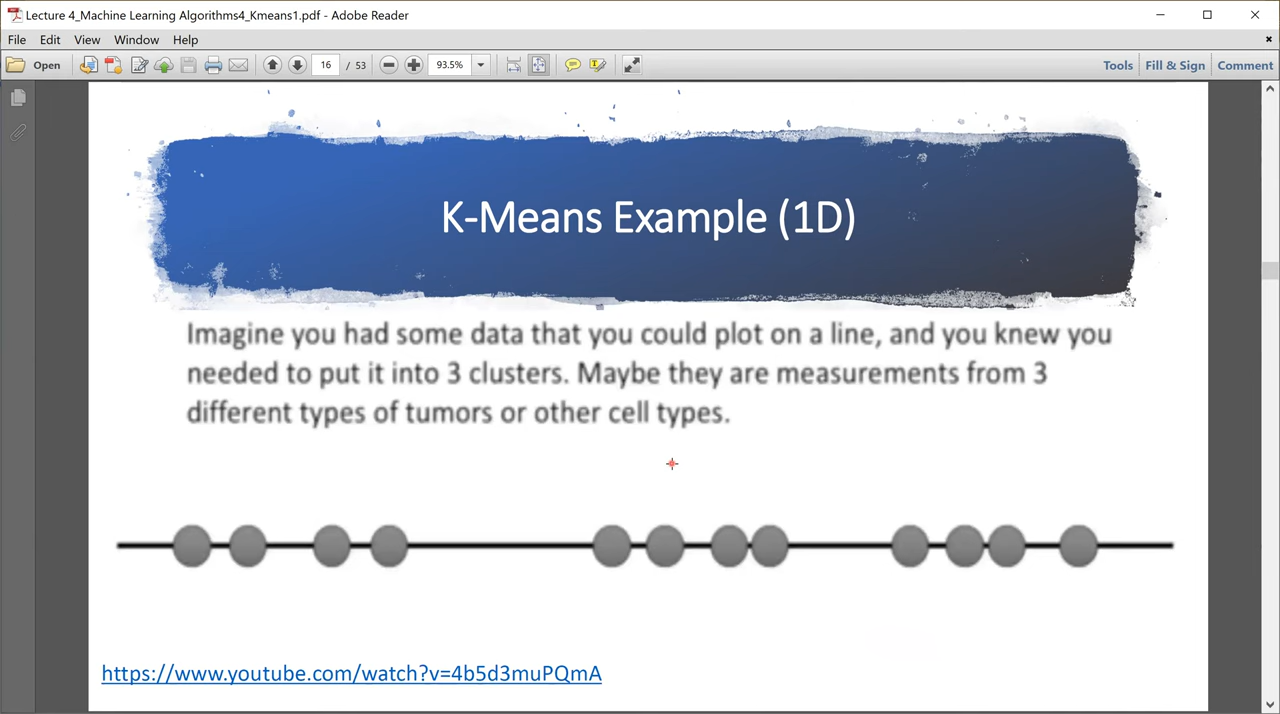 Lecture 4_Machine Learning Algorithms4_Kmeans1.pdf - Adobe Reader
File Edit View Window Help
Open 16 / 53 93.5% Tools Fill & Sign Comment
K-Means Example (1D)
Imagine you had some data that you could plot on a line, and you knew you
needed to put it into 3 clusters. Maybe they are measurements from 3
different types of tumors or other cell types.
https://www.youtube.com/watch?v=4b5d3muPQmA